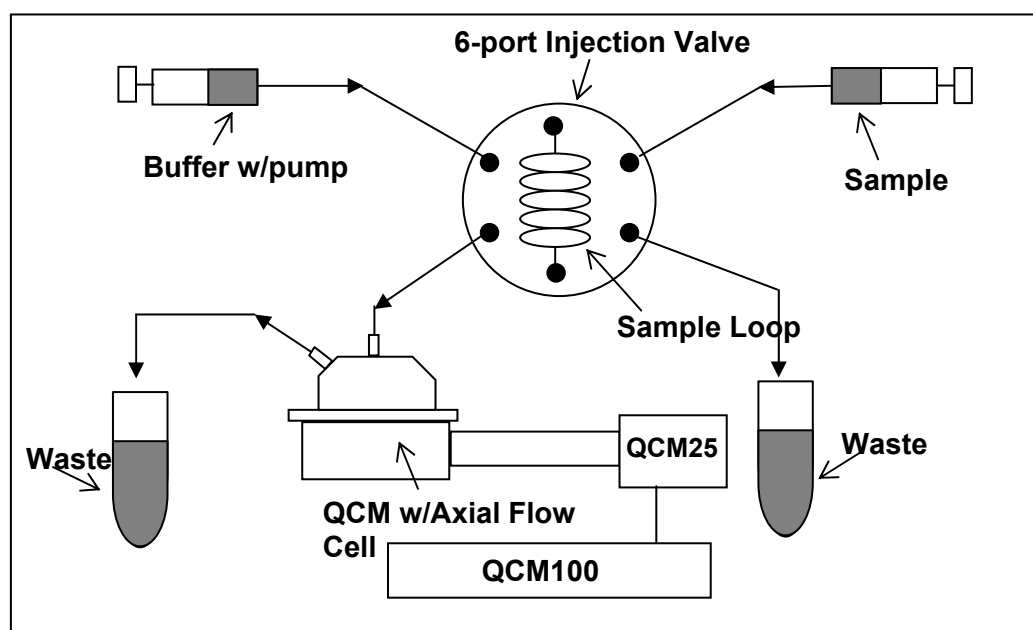 6-port Injection Valve
Buffer w/pump
Sample
Sample Loop
Waste
QCM25
Waste
QCM w/Axial Flow
Cell
QCM100